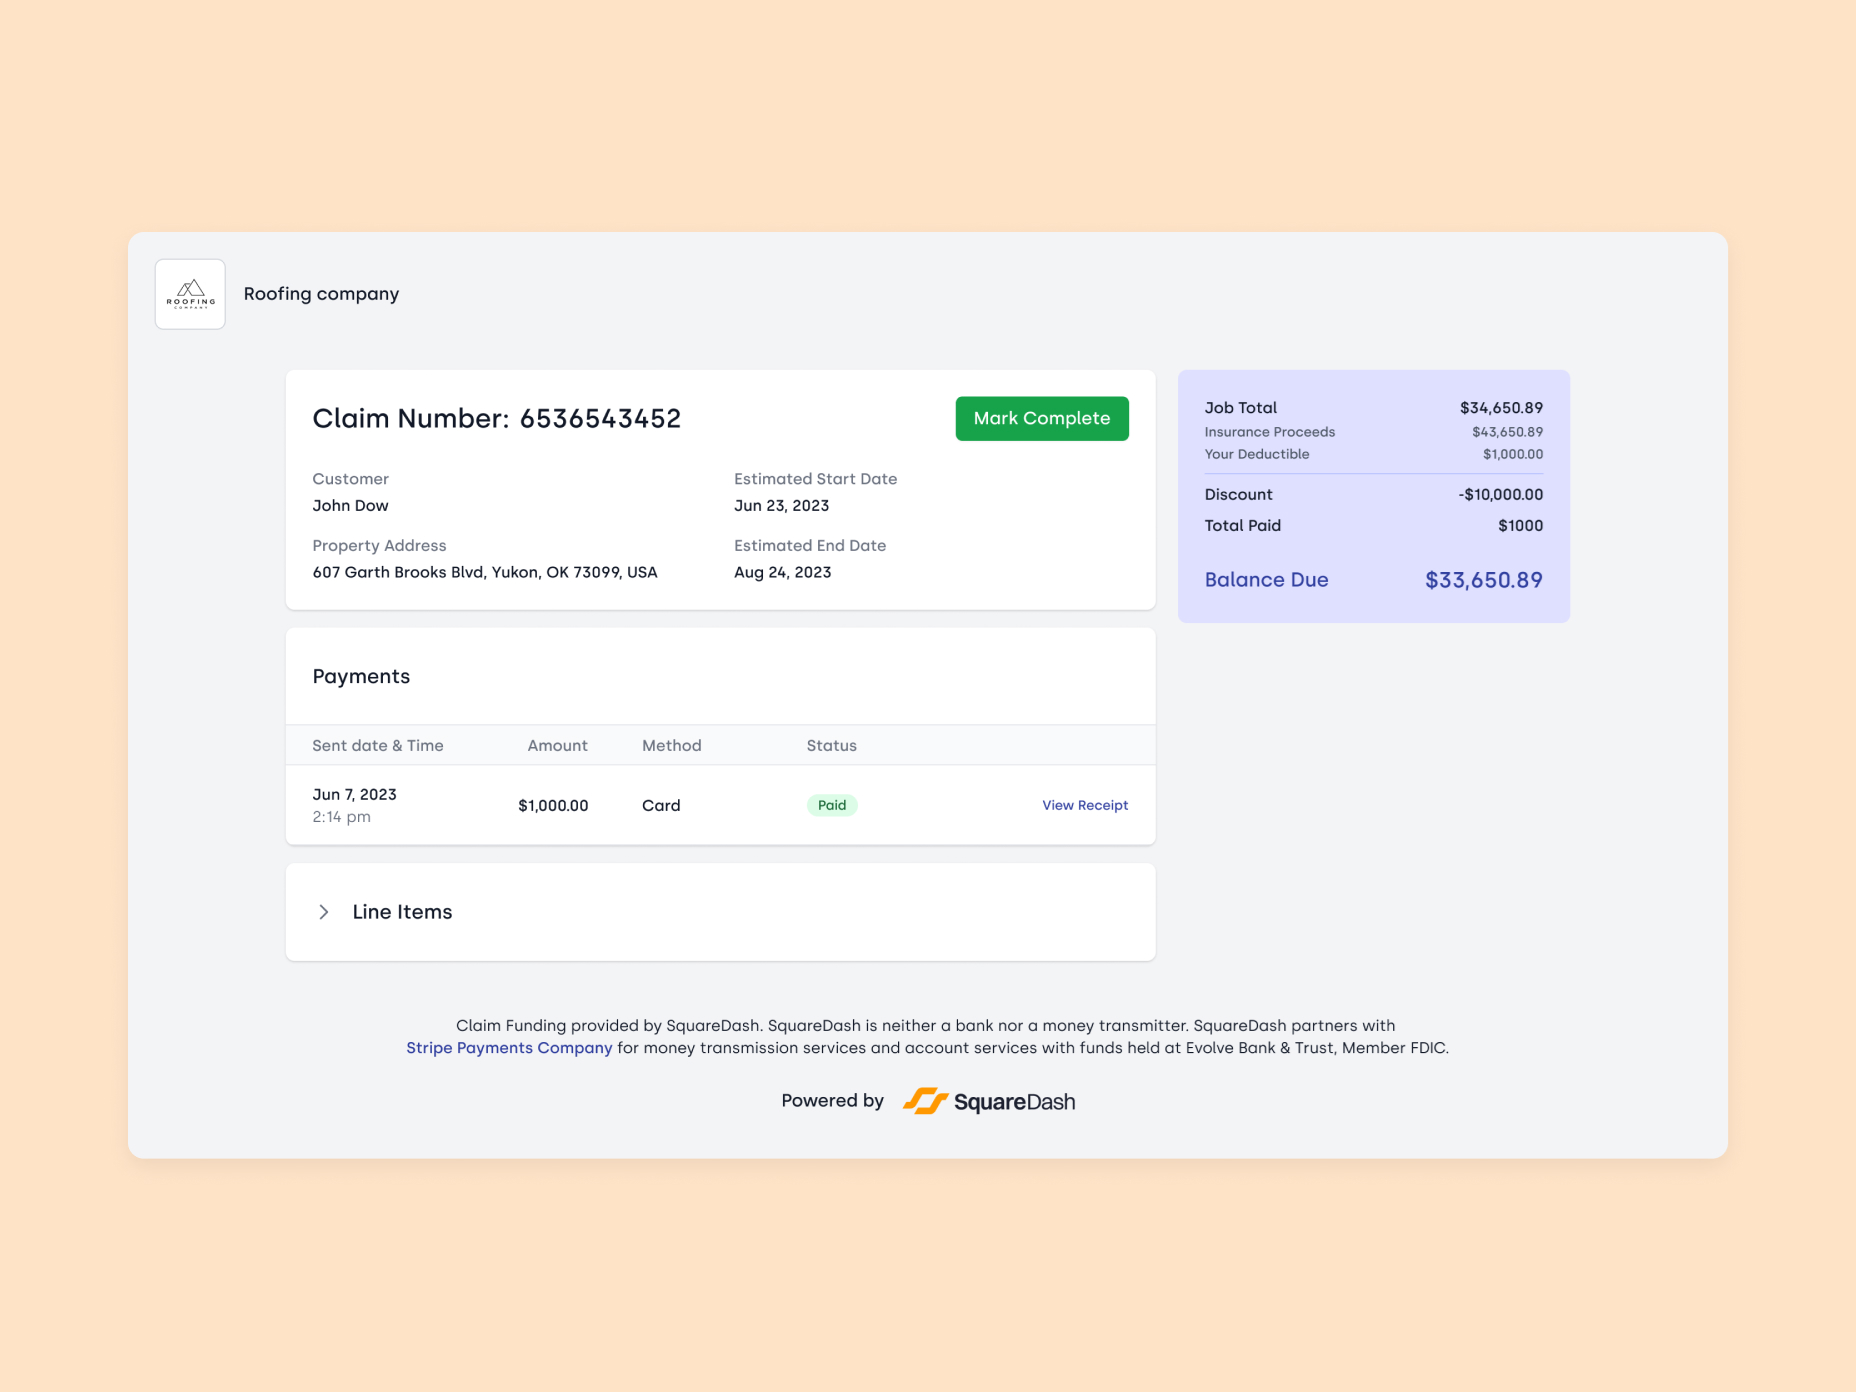 ROOFING
COMPANY
Roofing company
Claim Number: 6536543452
Mark Complete
Customer
John Dow
Estimated Start Date
Jun 23, 2023
Property Address
607 Garth Brooks Blvd, Yukon, OK 73099, USA
Estimated End Date
Aug 24, 2023
Job Total $34,650.89
Insurance Proceeds $43,650.89
Your Deductible $1,000.00
Discount -$10,000.00
Total Paid $1000
Balance Due $33,650.89
Payments
Sent date & Time Amount Method Status
Jun 7, 2023
2:14 pm
$1,000.00 Card Paid View Receipt
Line Items
Claim Funding provided by SquareDash. SquareDash is neither a bank nor a money transmitter. SquareDash partners with
Stripe Payments Company for money transmission services and account services with funds held at Evolve Bank & Trust, Member FDIC.
Powered by SquareDash